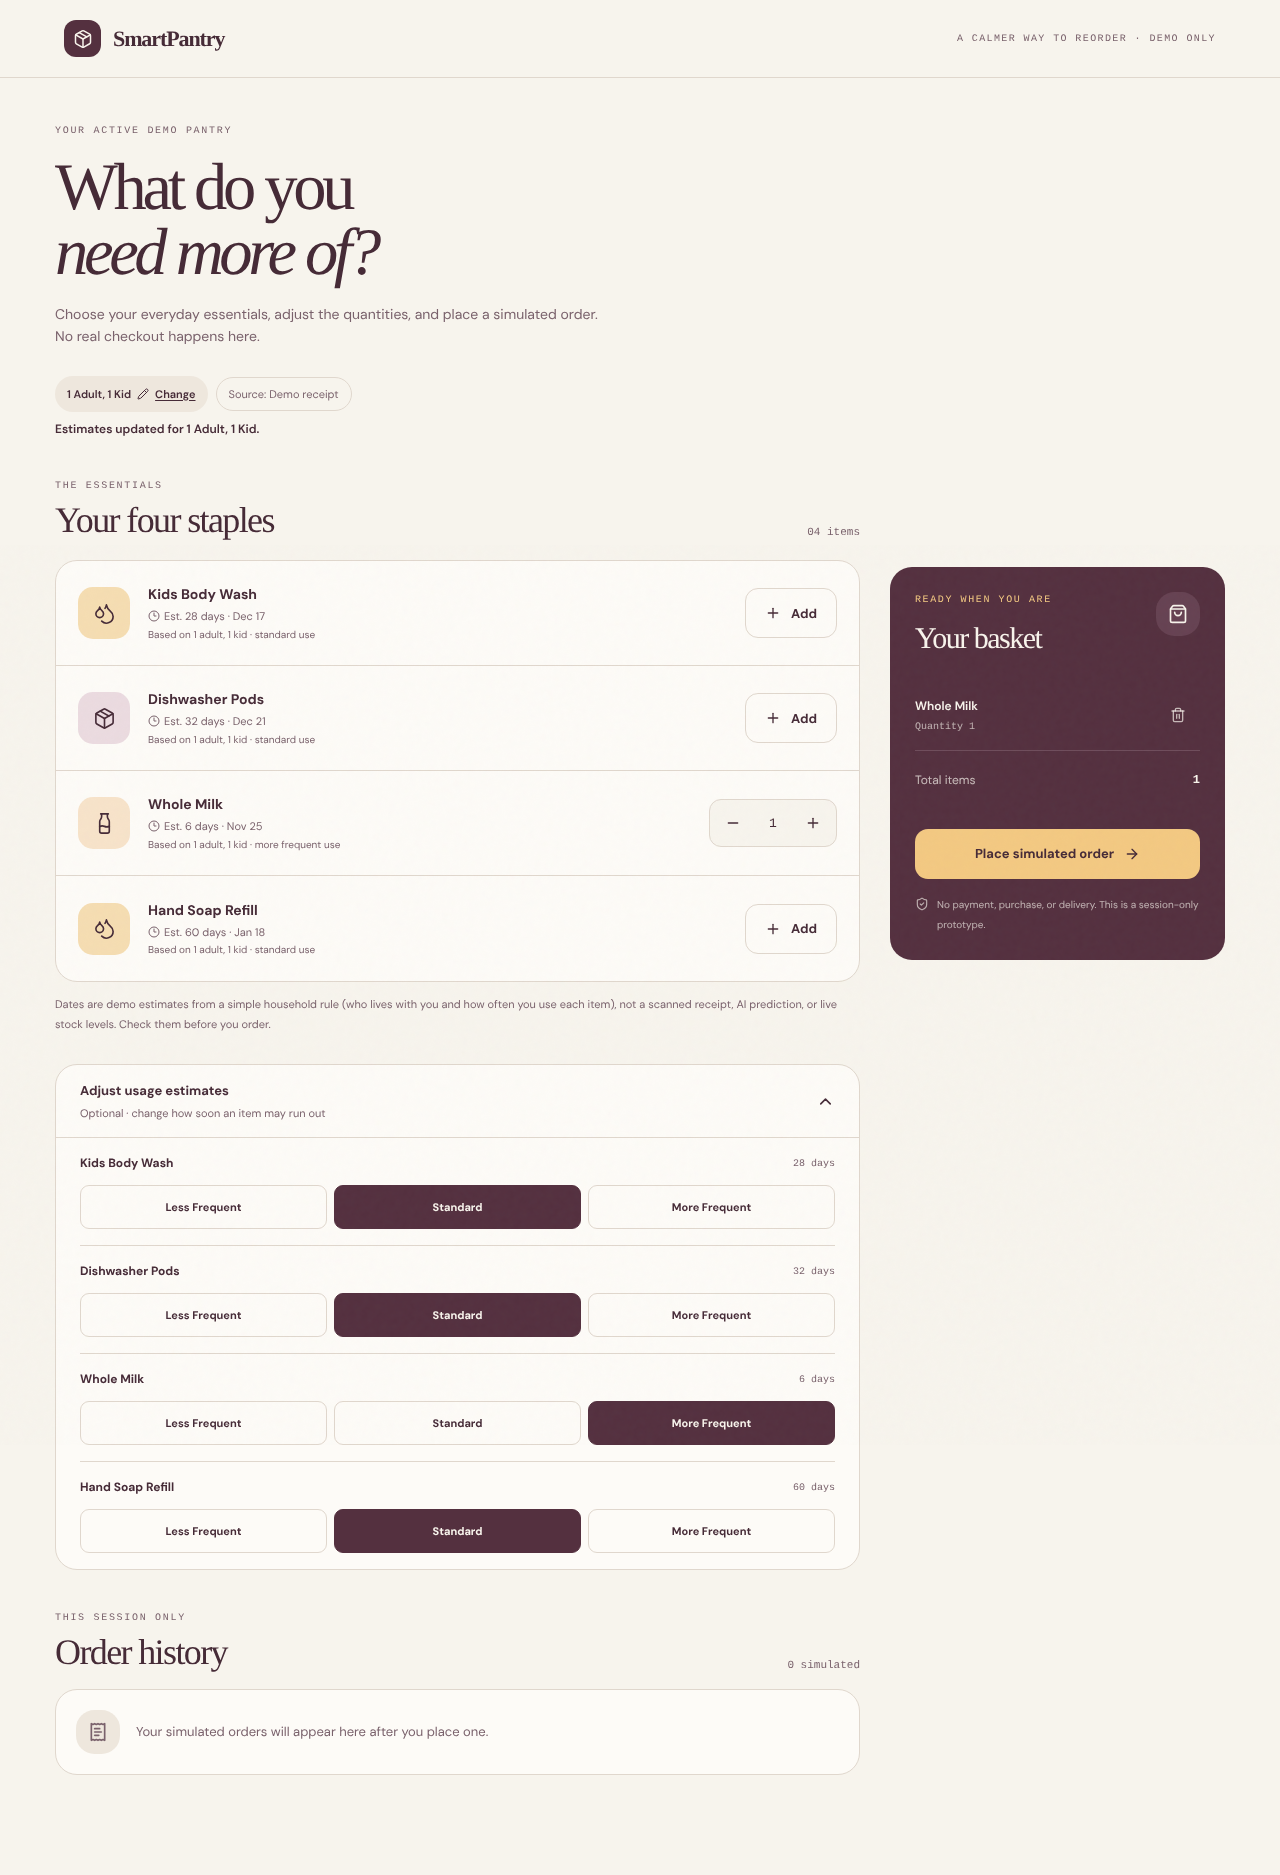 SmartPantry
A CALMER WAY TO REORDER · DEMO ONLY
YOUR ACTIVE DEMO PANTRY
What do you
need more of?
Choose your everyday essentials, adjust the quantities, and place a simulated order.
No real checkout happens here.
1 Adult, 1 Kid Change
Source: Demo receipt
Estimates updated for 1 Adult, 1 Kid.
THE ESSENTIALS
Your four staples
04 items
Kids Body Wash
Est. 28 days · Dec 17
Based on 1 adult, 1 kid · standard use
Add
Dishwasher Pods
Est. 32 days · Dec 21
Based on 1 adult, 1 kid · standard use
Add
Whole Milk
Est. 6 days · Nov 25
Based on 1 adult, 1 kid · more frequent use
1
Hand Soap Refill
Est. 60 days · Jan 18
Based on 1 adult, 1 kid · standard use
Add
Dates are demo estimates from a simple household rule (who lives with you and how often you use each item), not a scanned receipt, AI prediction, or live
stock levels. Check them before you order.
READY WHEN YOU ARE
Your basket
Whole Milk
Quantity 1
Total items
1
Place simulated order
No payment, purchase, or delivery. This is a session-only
prototype.
Adjust usage estimates
Optional · change how soon an item may run out
Kids Body Wash
28 days
Less Frequent
Standard
More Frequent
Dishwasher Pods
32 days
Less Frequent
Standard
More Frequent
Whole Milk
6 days
Less Frequent
Standard
More Frequent
Hand Soap Refill
60 days
Less Frequent
Standard
More Frequent
THIS SESSION ONLY
Order history
0 simulated
Your simulated orders will appear here after you place one.